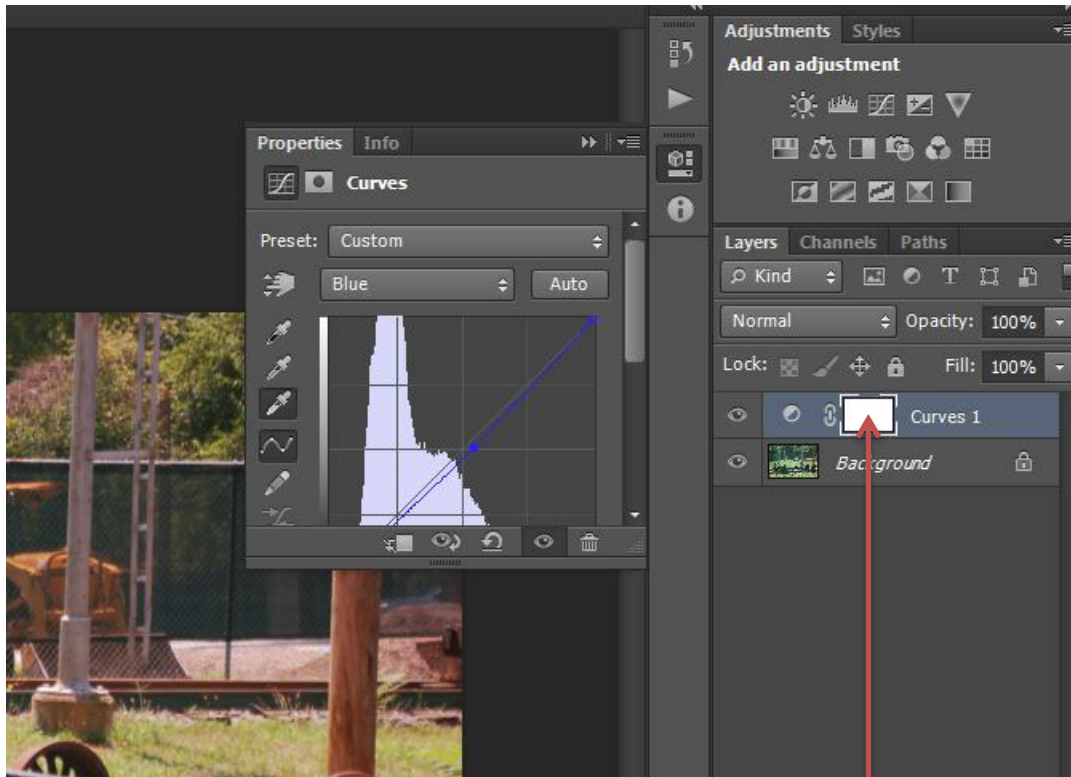 Adjustments Styles
Add an adjustment
Properties Info
Curves
Preset: Custom
Blue Auto
Layers Channels Paths
Kind T
Normal Opacity: 100%
Lock: Fill: 100%
Curves 1
Background